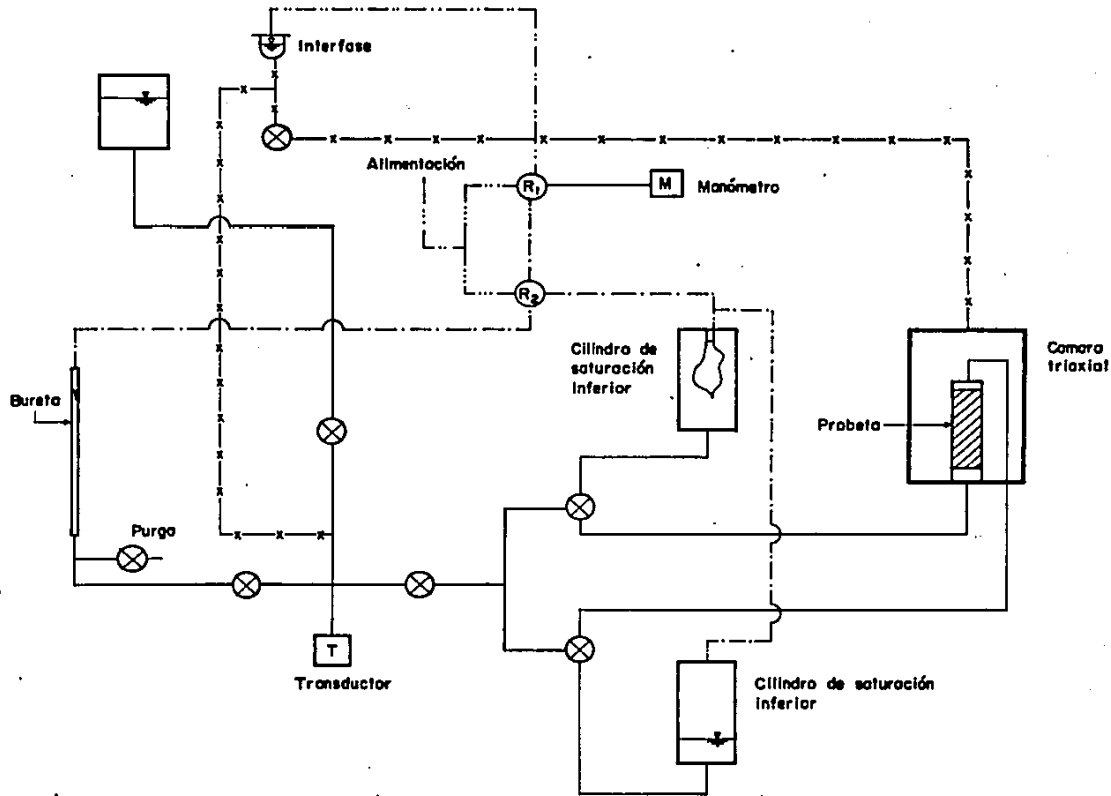 Interfase
Alimentación
R1
M
Manómetro
R2
Cilindro de
saturación
Inferior
Camara
triaxial
Bureta
Probeta
Purga
T
Transductor
Cilindro de saturación
inferior